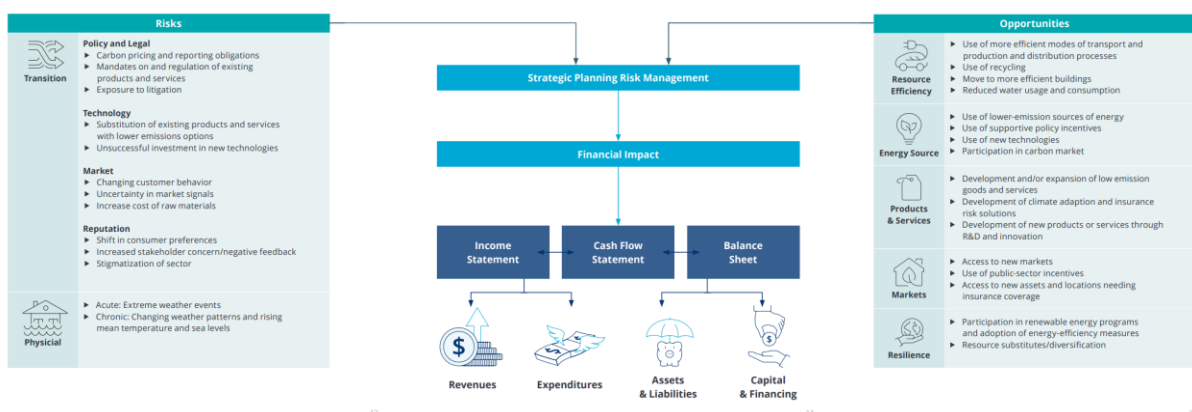 Risks
Transition
Policy and Legal
► Carbon pricing and reporting obligations
► Mandates on and regulation of existing
products and services
► Exposure to litigation
Technology
► Substitution of existing products and services
with lower emissions options
► Unsuccessful investment in new technologies
Market
► Changing customer behavior
► Uncertainty in market signals
► Increase cost of raw materials
Reputation
► Shift in consumer preferences
► Increased stakeholder concern/negative feedback
► Stigmatization of sector
Physicial
► Acute: Extreme weather events
► Chronic: Changing weather patterns and rising
mean temperature and sea levels
Strategic Planning Risk Management
Financial Impact
Income
Statement
Cash Flow
Statement
Balance
Sheet
$
$
$
Revenues
Expenditures
Assets
& Liabilities
Capital
& Financing
Opportunities
Resource
Efficiency
► Use of more efficient modes of transport and
production and distribution processes
► Use of recycling
► Move to more efficient buildings
► Reduced water usage and consumption
Energy Source
► Use of lower-emission sources of energy
► Use of supportive policy incentives
► Use of new technologies
► Participation in carbon market
Products
& Services
► Development and/or expansion of low emission
goods and services
► Development of climate adaption and insurance
risk solutions
► Development of new products or services through
R&D and innovation
Markets
► Access to new markets
► Use of public-sector incentives
► Access to new assets and locations needing
insurance coverage
Resilience
► Participation in renewable energy programs
and adoption of energy-efficiency measures
► Resource substitutes/diversification